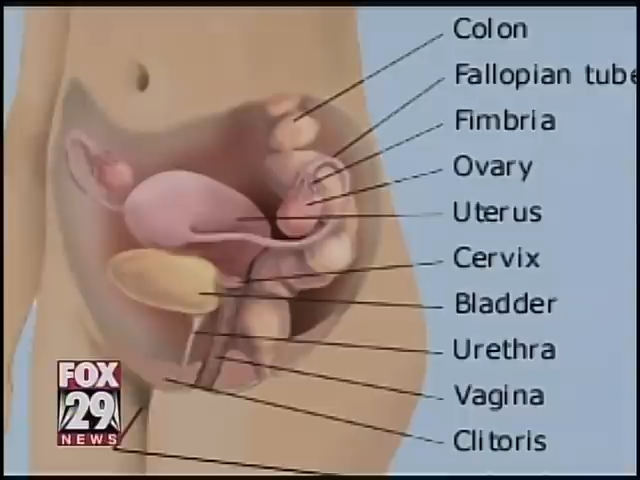 Colon
Fallopian tube
Fimbria
Ovary
Uterus
Cervix
Bladder
Urethra
Vagina
Clitoris
FOX
29
NEWS